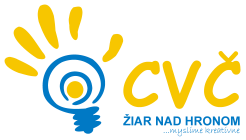 CVČ
ŽIAR NAD HRONOM
...myslíme kreatívne